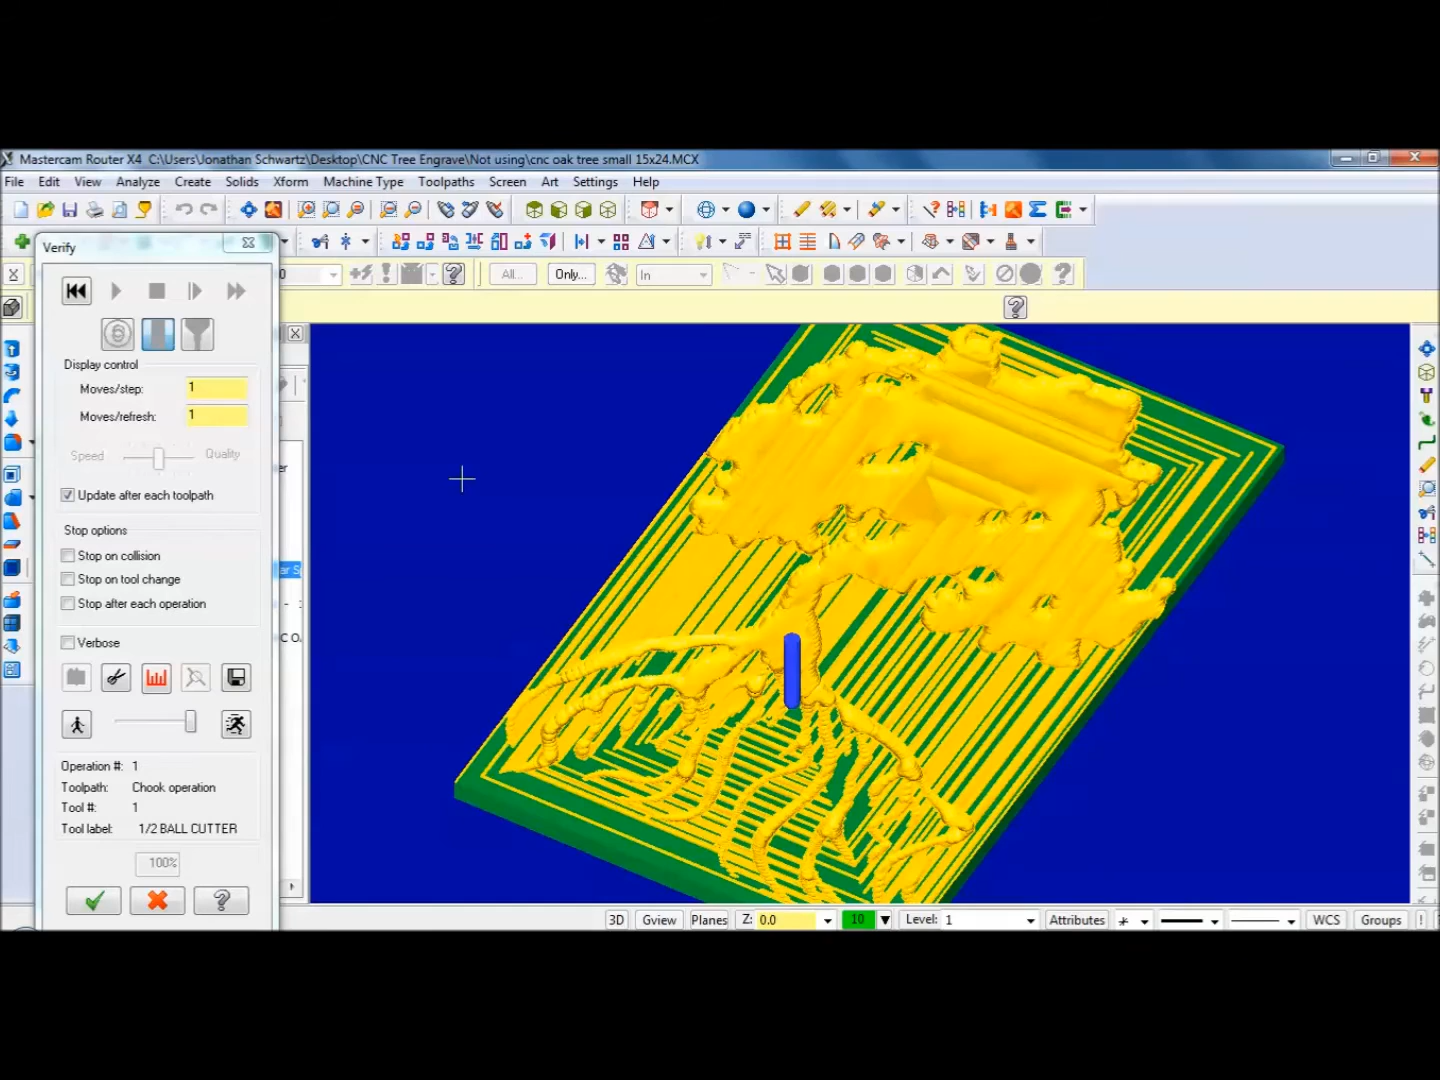 Mastercam Router X4 C:\Users\Jonathan Schwartz\Desktop\CNC Tree Engrave\Not using\cnc oak tree small 15x24.MCX
File Edit View Analyze Create Solids Xform Machine Type Toolpaths Screen Art Settings Help
Verify
0
All...
Only...
In
Display control
Moves/step: 1
Moves/refresh: 1
Speed Quality
Update after each toolpath
Stop options
Stop on collision
Stop on tool change
Stop after each operation
Verbose
Operation #: 1
Toolpath: Chook operation
Tool #: 1
Tool label: 1/2 BALL CUTTER
100%
3D Gview Planes Z: 0.0 10 Level: 1 Attributes WCS Groups !